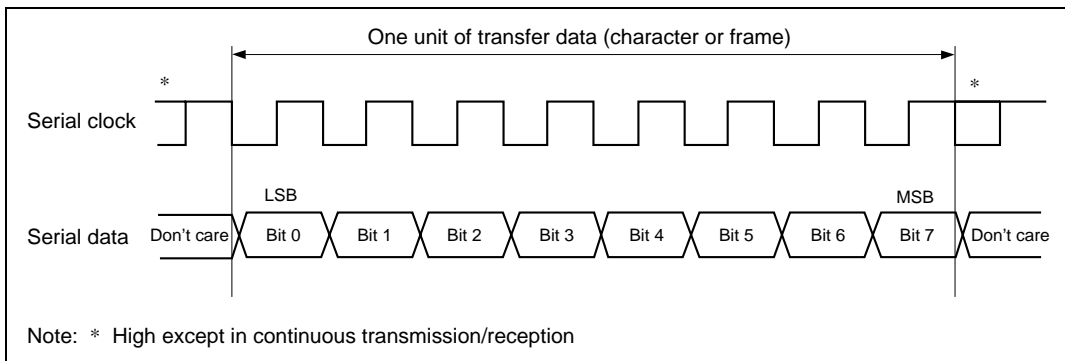 One unit of transfer data (character or frame)
* *
Serial clock
LSB MSB
Serial data Don't care Bit 0 Bit 1 Bit 2 Bit 3 Bit 4 Bit 5 Bit 6 Bit 7 Don't care
Note: * High except in continuous transmission/reception